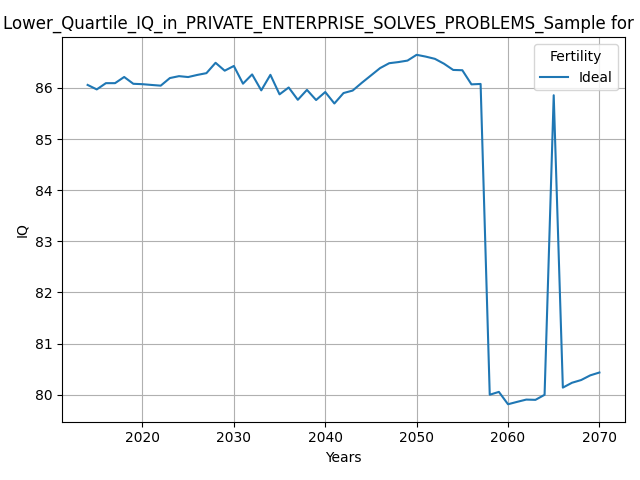 Lower_Quartile_IQ_in_PRIVATE_ENTERPRISE_SOLVES_PROBLEMS_Sample for
Fertility
Ideal
86
85
84
83
82
81
80
IQ
2020 2030 2040 2050 2060 2070
Years